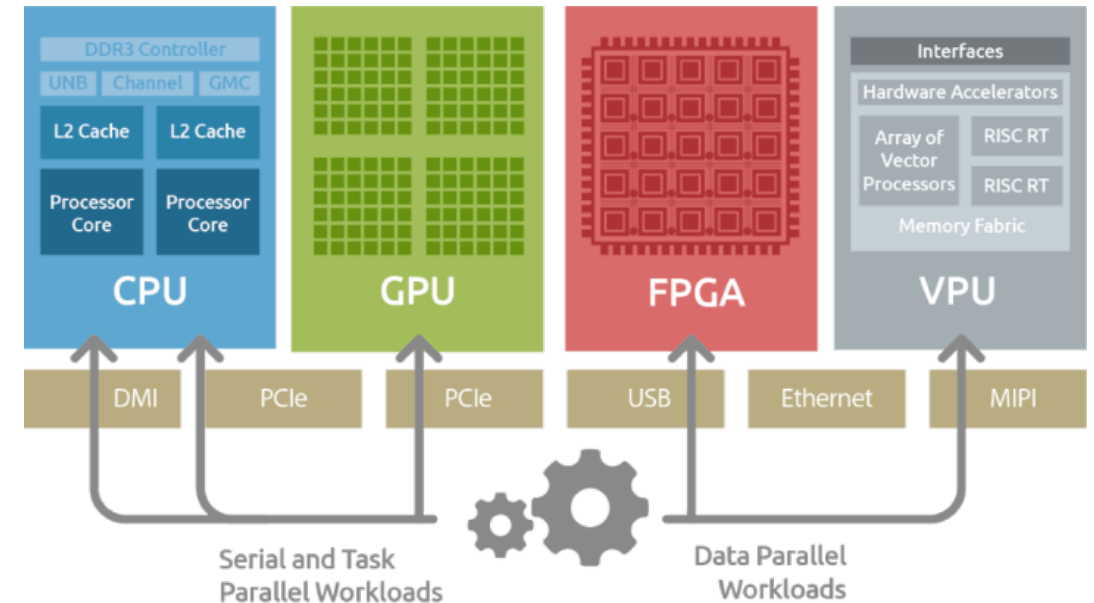 DDR3 Controller
UNB Channel GMC
L2 Cache L2 Cache
Processor
Core
Processor
Core
CPU
GPU
FPGA
Interfaces
Hardware Accelerators
Array of
Vector
Processors
RISC RT
RISC RT
Memory Fabric
VPU
DMI PCIe PCIe USB Ethernet MIPI
Serial and Task
Parallel Workloads
Data Parallel
Workloads